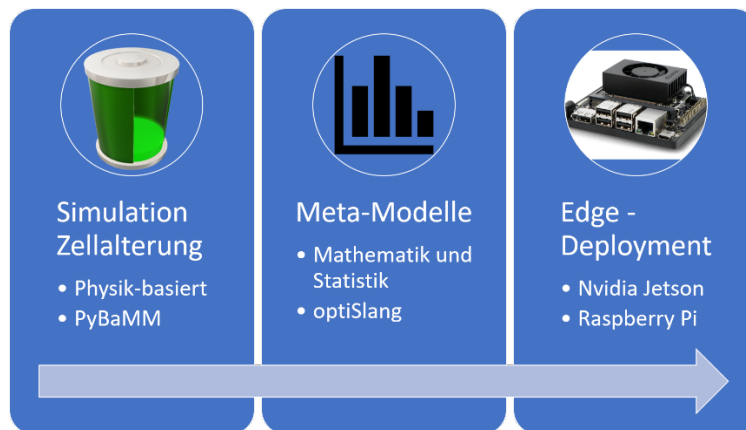 Simulation
Zellalterung
• Physik-basiert
• PyBaMM
Meta-Modelle
• Mathematik und
Statistik
• optiSlang
Edge -
Deployment
• Nvidia Jetson
• Raspberry Pi